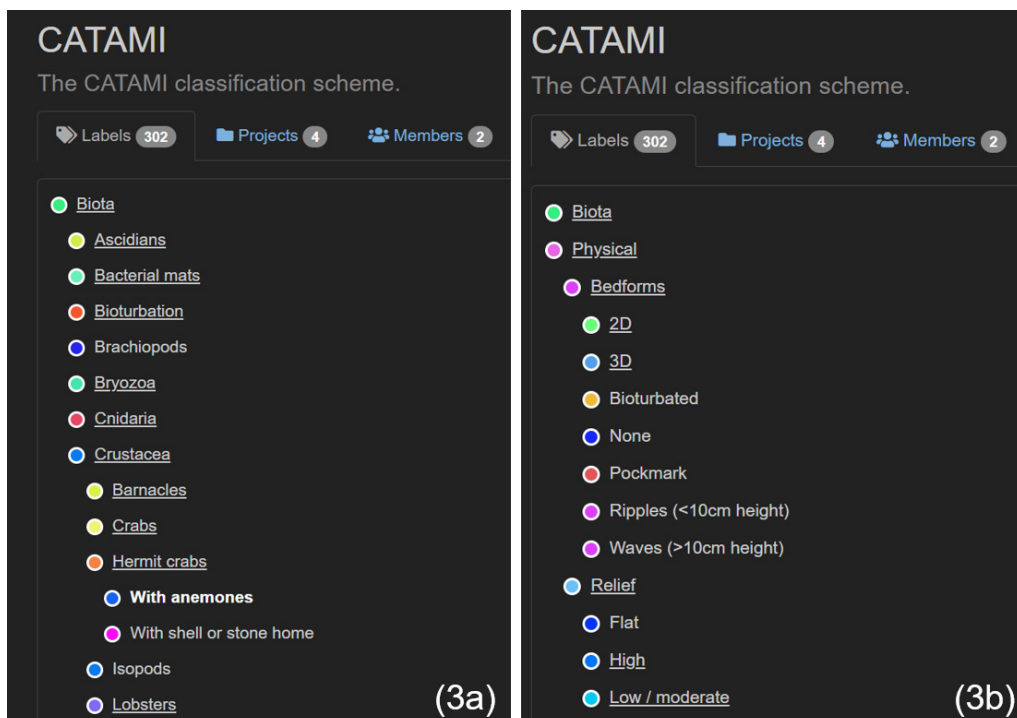 CATAMI
The CATAMI classification scheme.
Labels 302 Projects 4 Members 2
Biota
Ascidians
Bacterial mats
Bioturbation
Brachiopods
Bryozoa
Cnidaria
Crustacea
Barnacles
Crabs
Hermit crabs
With anemones
With shell or stone home
Isopods
Lobsters
(3a)
CATAMI
The CATAMI classification scheme.
Labels 302 Projects 4 Members 2
Biota
Physical
Bedforms
2D
3D
Bioturbated
None
Pockmark
Ripples (<10cm height)
Waves (>10cm height)
Relief
Flat
High
Low / moderate
(3b)